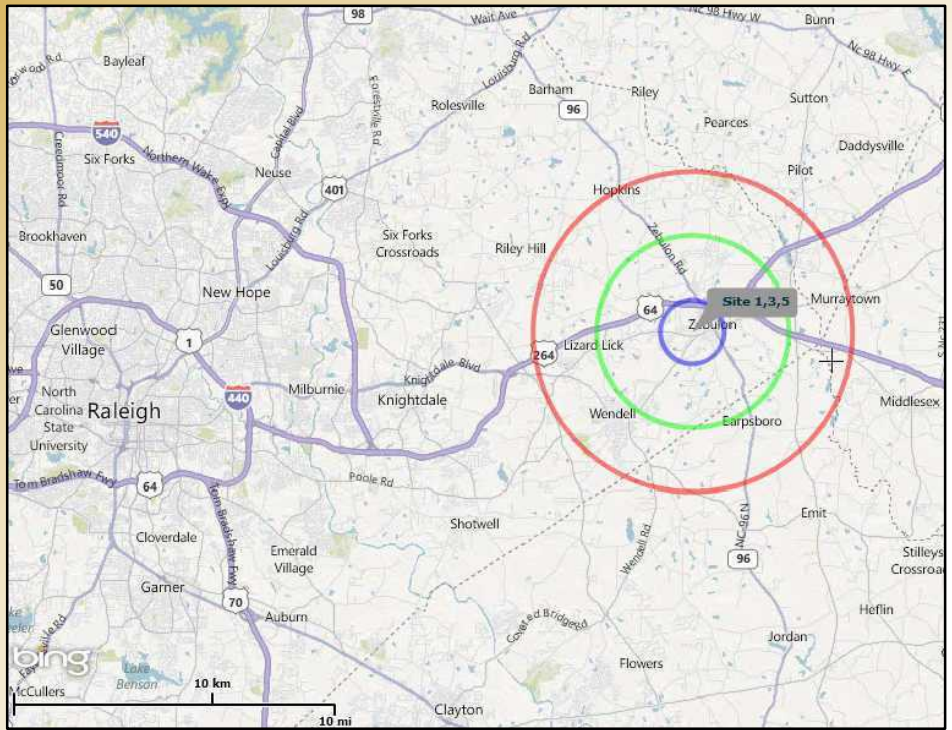 98
Wait Ave
Nc 98 Hwy W
Bunn
Nc 98 Hwy E
Bayleaf
Louisburg Rd
Barham
Riley
Sutton
Rolesville
96
Forestville Rd
Capital Blvd
Pearces
540
Creedmoor Rd
Six Forks
Northern Wake Expy
Neuse
401
Daddysville
Pilot
Hopkins
Brookhaven
Louisburg Rd
Six Forks
Crossroads
Riley Hill
Zebulon Rd
50
New Hope
Site 1,3,5
Murraytown
64
Zebulon
Glenwood
Village
1
264
Lizard Lick
North
Carolina
State
University
Raleigh
440
Milburnie
Knightdale Blvd
Knightdale
Wendell
Earpsboro
Middlesex
Tom Bradshaw Fwy
64
Poole Rd
Tom Bradshaw Fwy
Shotwell
NC-96 N
Emit
Cloverdale
Emerald
Village
Wendell Rd
96
Stilleys
Garner
70
Auburn
Covered Bridge Rd
Heflin
Jordan
bing
Lake
Benson
Flowers
McCullers
10 km
10 mi
Clayton